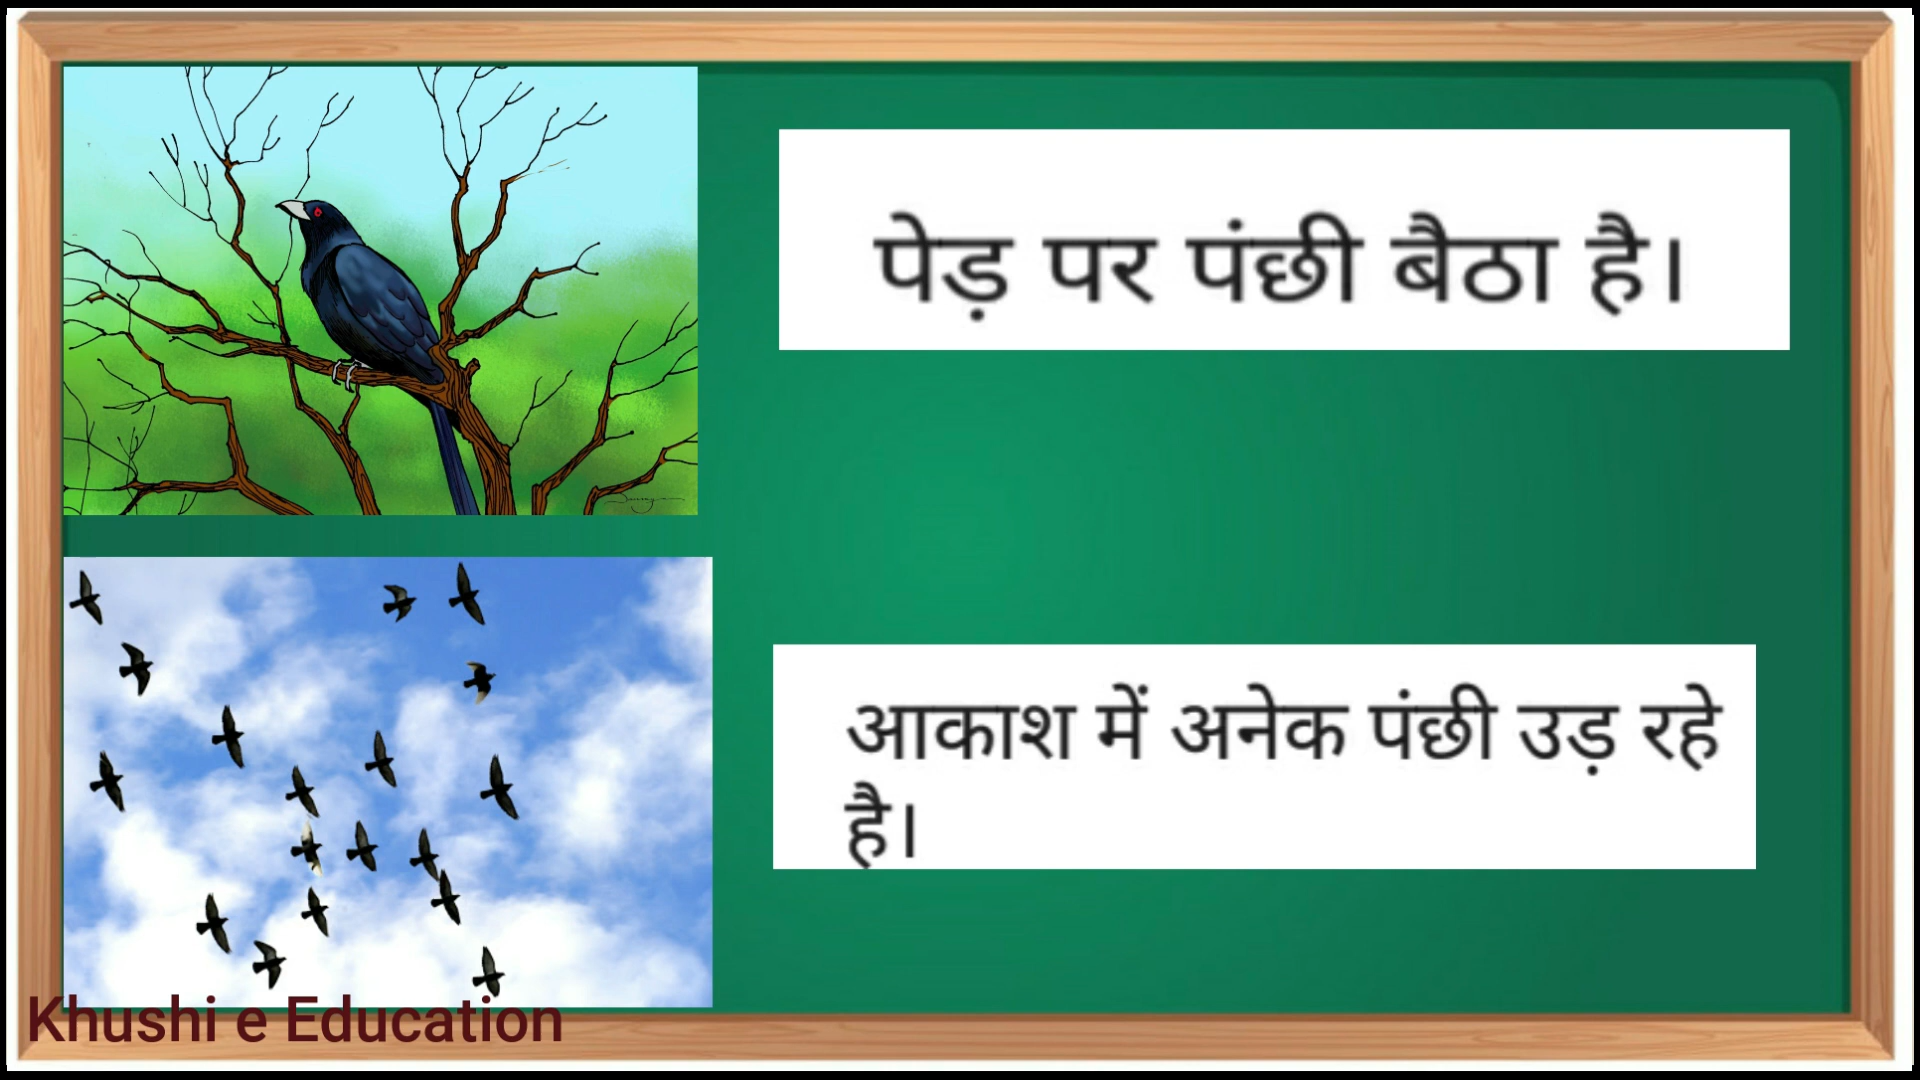 पेड़ पर पंछी बैठा है।
आकाश में अनेक पंछी उड़ रहे
है।
Khushi e Education